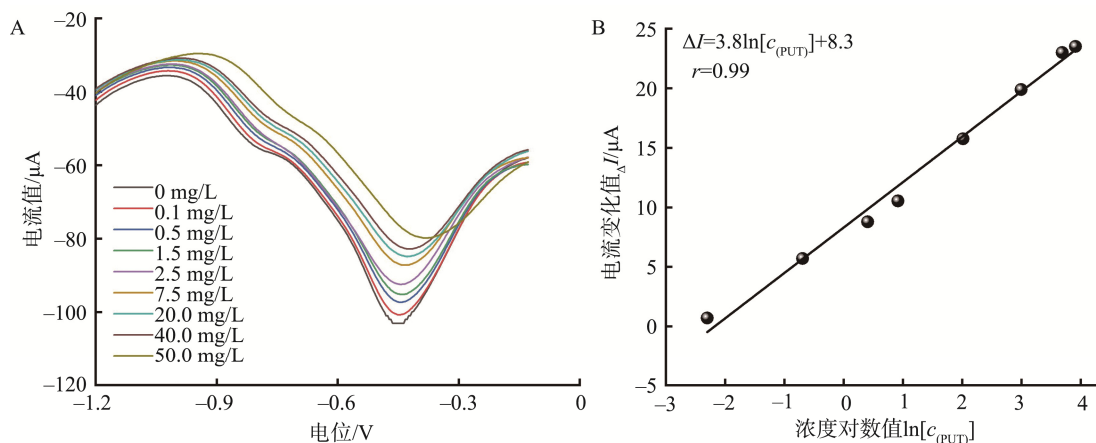 A
−20
−40
−60
−80
−100
−120
电流值/μA
0 mg/L
0.1 mg/L
0.5 mg/L
1.5 mg/L
2.5 mg/L
7.5 mg/L
20.0 mg/L
40.0 mg/L
50.0 mg/L
−1.2 −0.9 −0.6 −0.3 0
电位/V
B
ΔI=3.8ln[c(PUT)]+8.3
r=0.99
25
20
15
10
5
0
−5
电流变化值ΔI/μA
−3 −2 −1 0 1 2 3 4
浓度对数值ln[c(PUT)]